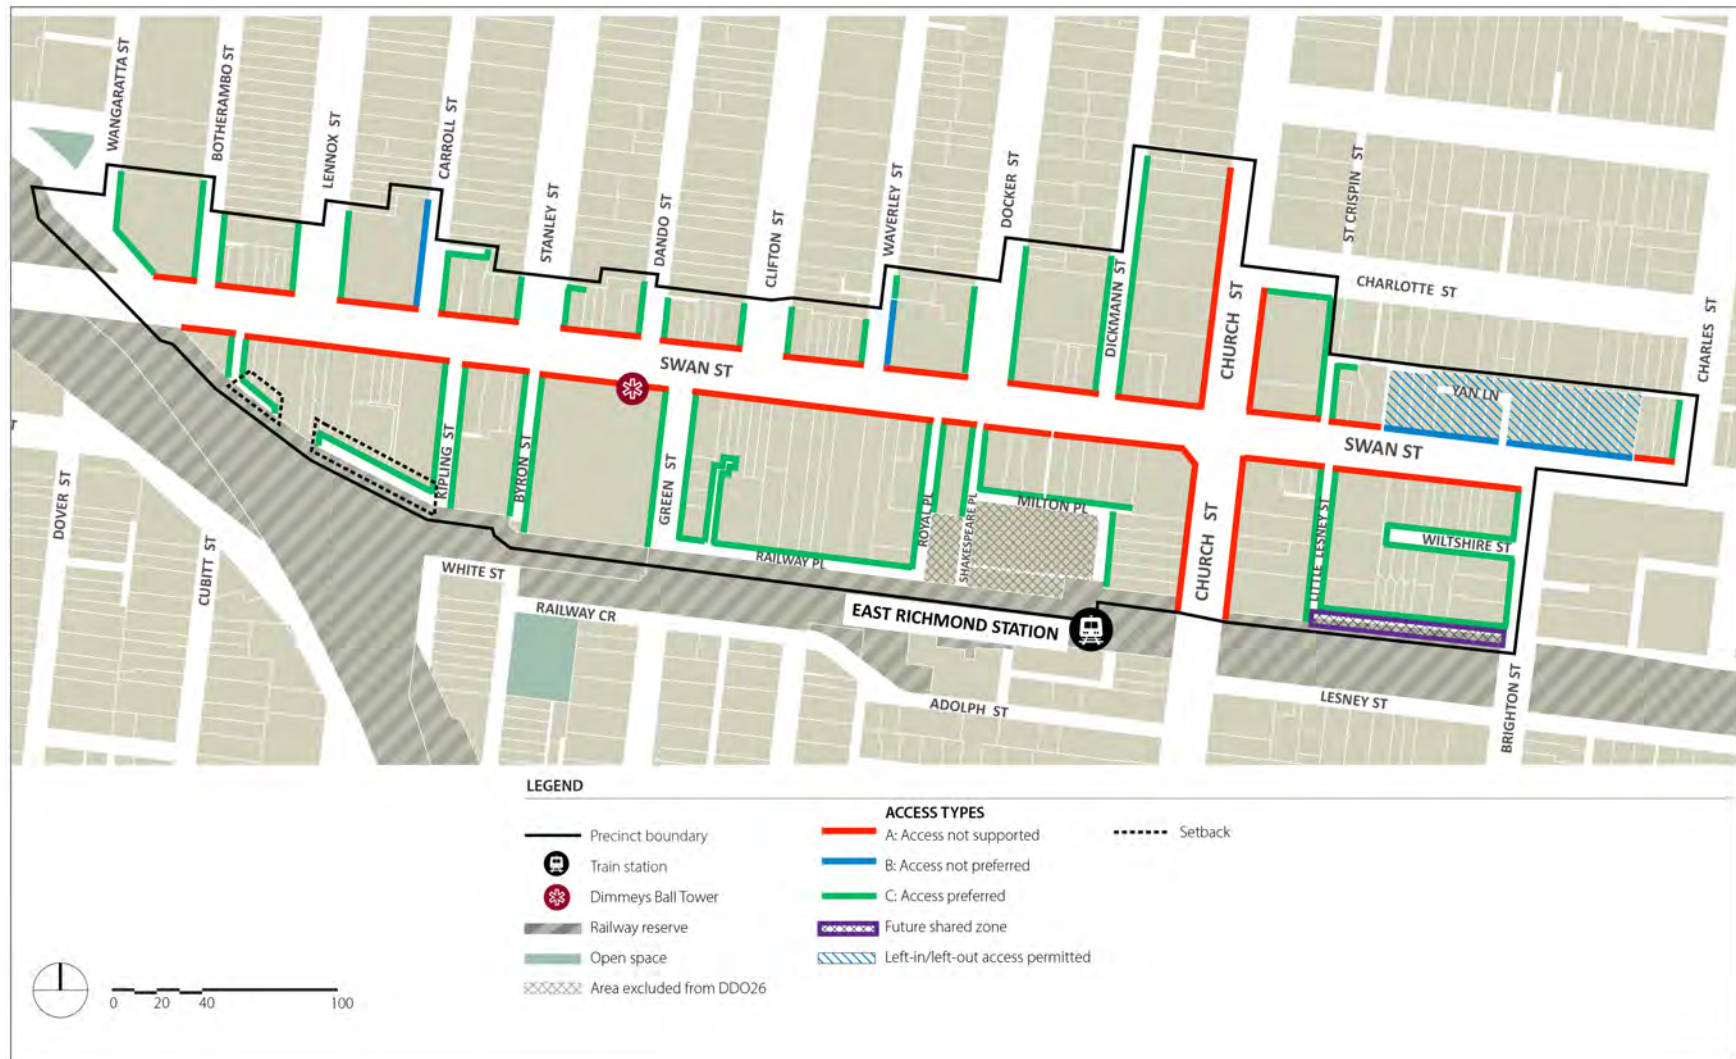 WANGARATTA ST
BOTHERAMBO ST
LENNOX ST
CARROLL ST
STANLEY ST
DANDO ST
CLIFTON ST
WAVERLEY ST
DOCKER ST
DICKMANN ST
CHURCH ST
ST CRISPIN ST
CHARLOTTE ST
CHARLES ST
YAN LN
SWAN ST
SWAN ST
DOVER ST
CUBITT ST
RIPLING ST
BYRON ST
GREEN ST
WHITE ST
RAILWAY CR
RAILWAY PL
ROYAL PL
SHAKESPEARE PL
MILTON PL
EAST RICHMOND STATION
CHURCH ST
LITTLE LESNEY ST
WILTSHIRE ST
ADOLPH ST
LESNEY ST
BRIGHTON ST
LEGEND
Precinct boundary
Train station
Dimmeys Ball Tower
Railway reserve
Open space
Area excluded from DDO26
ACCESS TYPES
A: Access not supported
B: Access not preferred
C: Access preferred
Future shared zone
Left-in/left-out access permitted
Setback
0 20 40 100